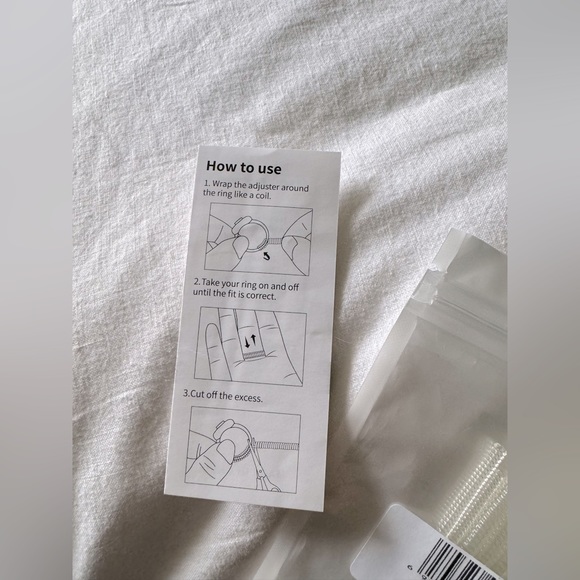 How to use
1. Wrap the adjuster around
the ring like a coil.
2. Take your ring on and off
until the fit is correct.
3.Cut off the excess.